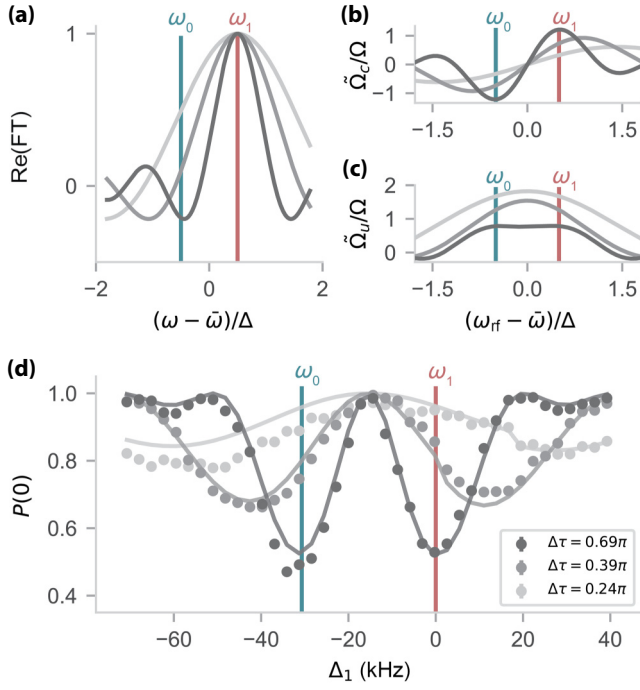 (a)
ω₀ ω₁
1
0
Re(FT)
−2 0 2
(ω − ω̄)/Δ
(b)
ω₀ ω₁
1
0
−1
Ω̃c/Ω
−1.5 0.0 1.5
(c)
ω₀ ω₁
2
1
0
Ω̃u/Ω
−1.5 0.0 1.5
(ωrf − ω̄)/Δ
(d)
ω₀ ω₁
1.0
0.8
0.6
0.4
P(0)
Δτ = 0.69π
Δτ = 0.39π
Δτ = 0.24π
−60 −40 −20 0 20 40
Δ₁ (kHz)